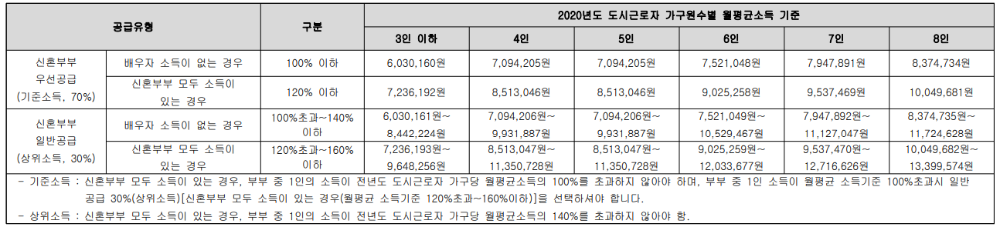 공급유형 구분 2020년도 도시근로자 가구원수별 월평균소득 기준
3인 이하 4인 5인 6인 7인 8인
신혼부부
우선공급
(기준소득, 70%)
배우자 소득이 없는 경우 100% 이하 6,030,160원 7,094,205원 7,094,205원 7,521,048원 7,947,891원 8,374,734원
신혼부부 모두 소득이
있는 경우
120% 이하 7,236,192원 8,513,046원 8,513,046원 9,025,258원 9,537,469원 10,049,681원
신혼부부
일반공급
(상위소득, 30%)
배우자 소득이 없는 경우
100%초과~140%
이하
6,030,161원~ 7,094,206원~ 7,094,206원~ 7,521,049원~ 7,947,892원~ 8,374,735원~
8,442,224원 9,931,887원 9,931,887원 10,529,467원 11,127,047원 11,724,628원
신혼부부 모두 소득이
있는 경우
120%초과~160%
이하
7,236,193원~ 8,513,047원~ 8,513,047원~ 9,025,259원~ 9,537,470원~ 10,049,682원~
9,648,256원 11,350,728원 11,350,728원 12,033,677원 12,716,626원 13,399,574원
- 기준소득 : 신혼부부 모두 소득이 있는 경우, 부부 중 1인의 소득이 전년도 도시근로자 가구당 월평균소득의 100%를 초과하지 않아야 하며, 부부 중 1인 소득이 월평균 소득기준 100%초과시 일반
공급 30%(상위소득)[신혼부부 모두 소득이 있는 경우(월평균 소득기준 120%초과~160%이하)]을 선택하셔야 합니다.
- 상위소득 : 신혼부부 모두 소득이 있는 경우, 부부 중 1인의 소득이 전년도 도시근로자 가구당 월평균소득의 140%를 초과하지 않아야 함.